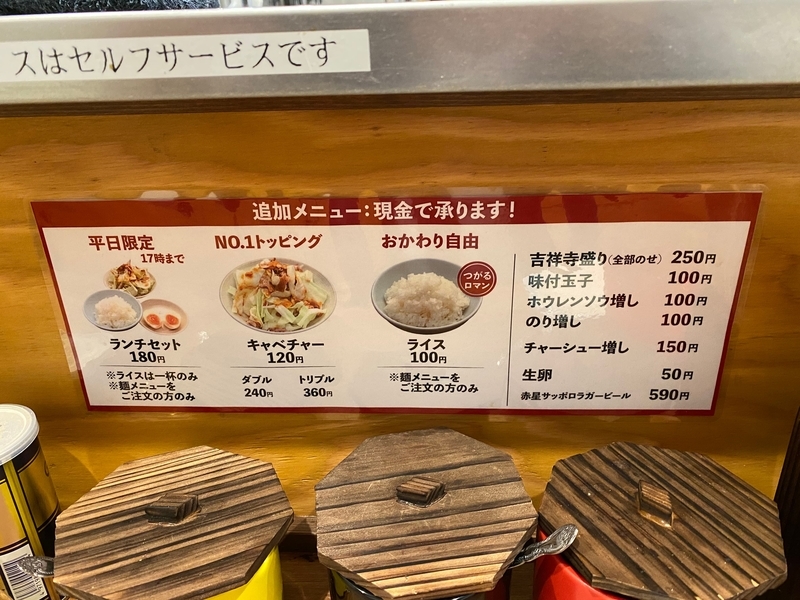 スはセルフサービスです
追加メニュー：現金で承ります！
平日限定
17時まで
ランチセット
180円
※ライスは一杯のみ
※麺メニューを
ご注文の方のみ
NO.1トッピング
キャベチャー
120円
ダブル トリプル
240円 360円
おかわり自由
つがる
ロマン
ライス
100円
※麺メニューを
ご注文の方のみ
吉祥寺盛り（全部のせ） 250円
味付玉子 100円
ホウレンソウ増し 100円
のり増し 100円
チャーシュー増し 150円
生卵 50円
赤星サッポロラガービール 590円